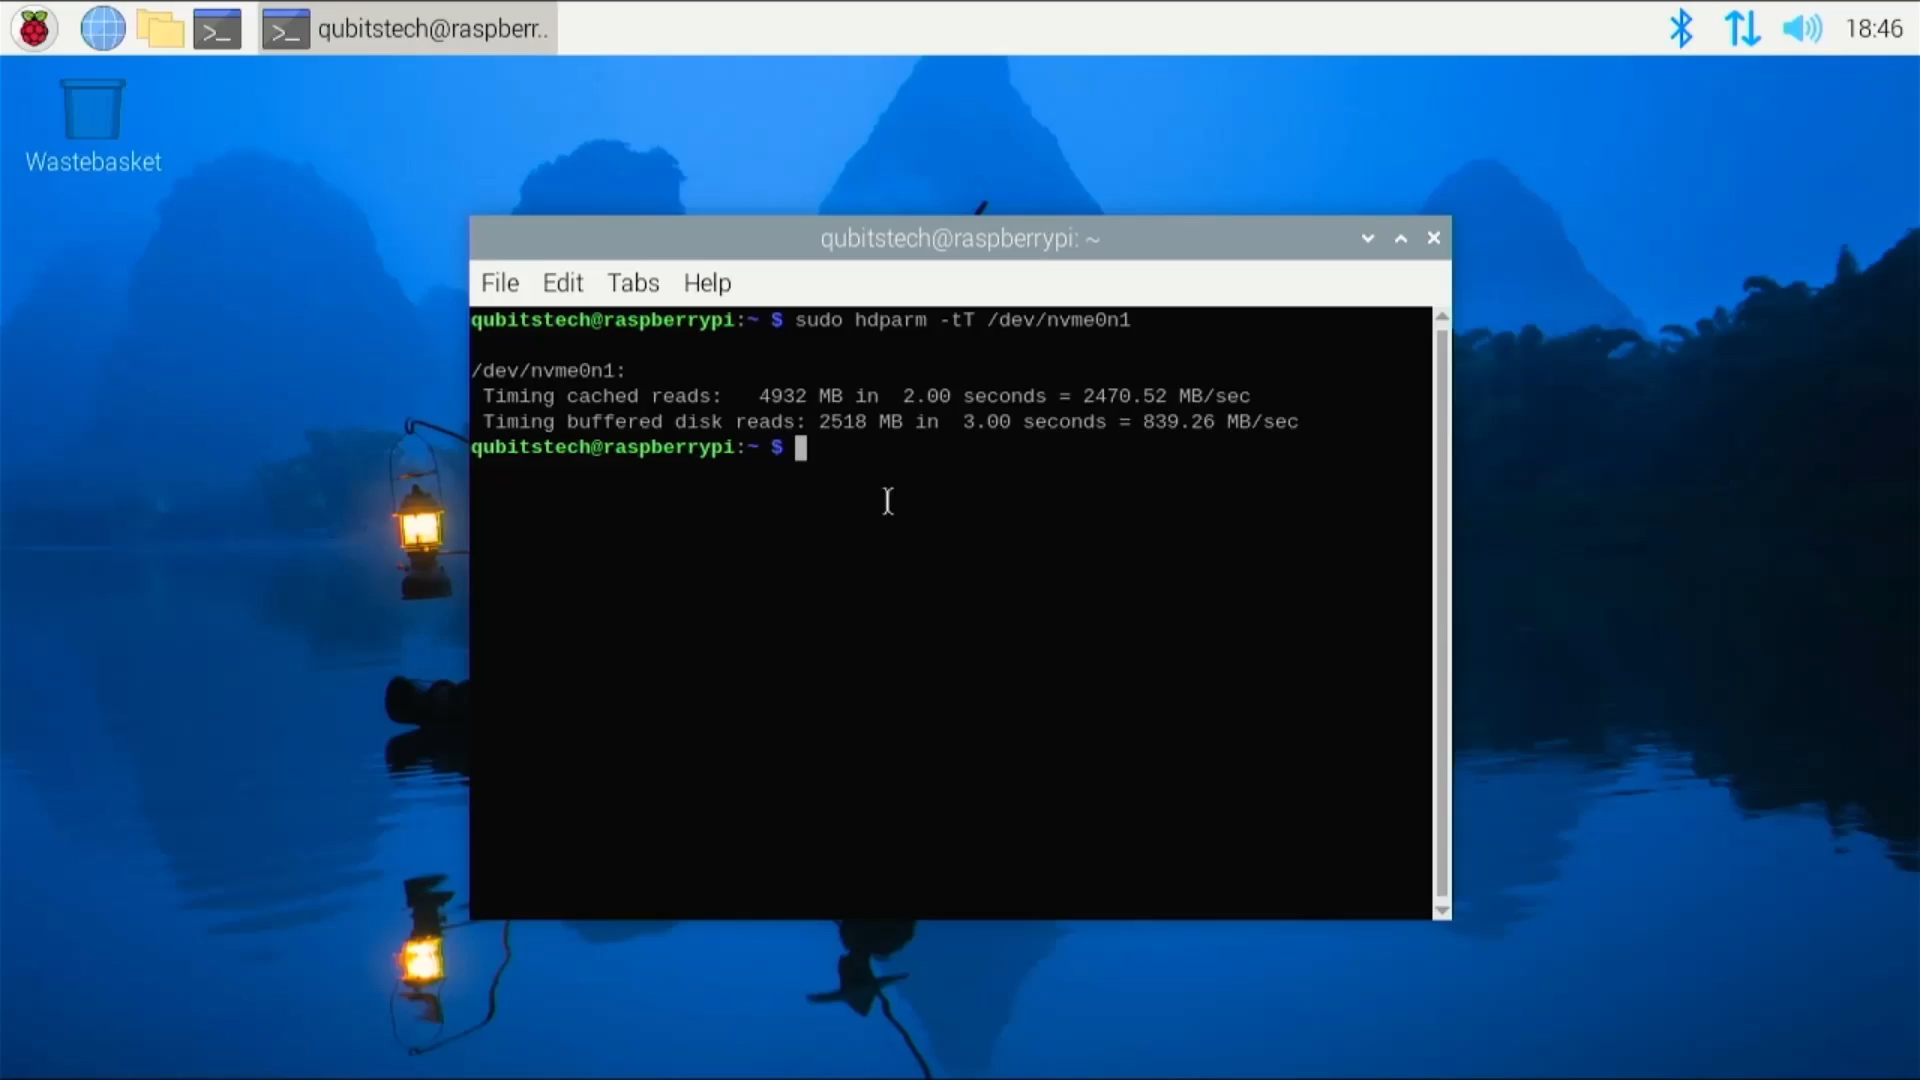 qubitstech@raspberr..
18:46
Wastebasket
qubitstech@raspberrypi: ~
File Edit Tabs Help
qubitstech@raspberrypi:~ $ sudo hdparm -tT /dev/nvme0n1
/dev/nvme0n1:
Timing cached reads:   4932 MB in  2.00 seconds = 2470.52 MB/sec
Timing buffered disk reads: 2518 MB in  3.00 seconds = 839.26 MB/sec
qubitstech@raspberrypi:~ $